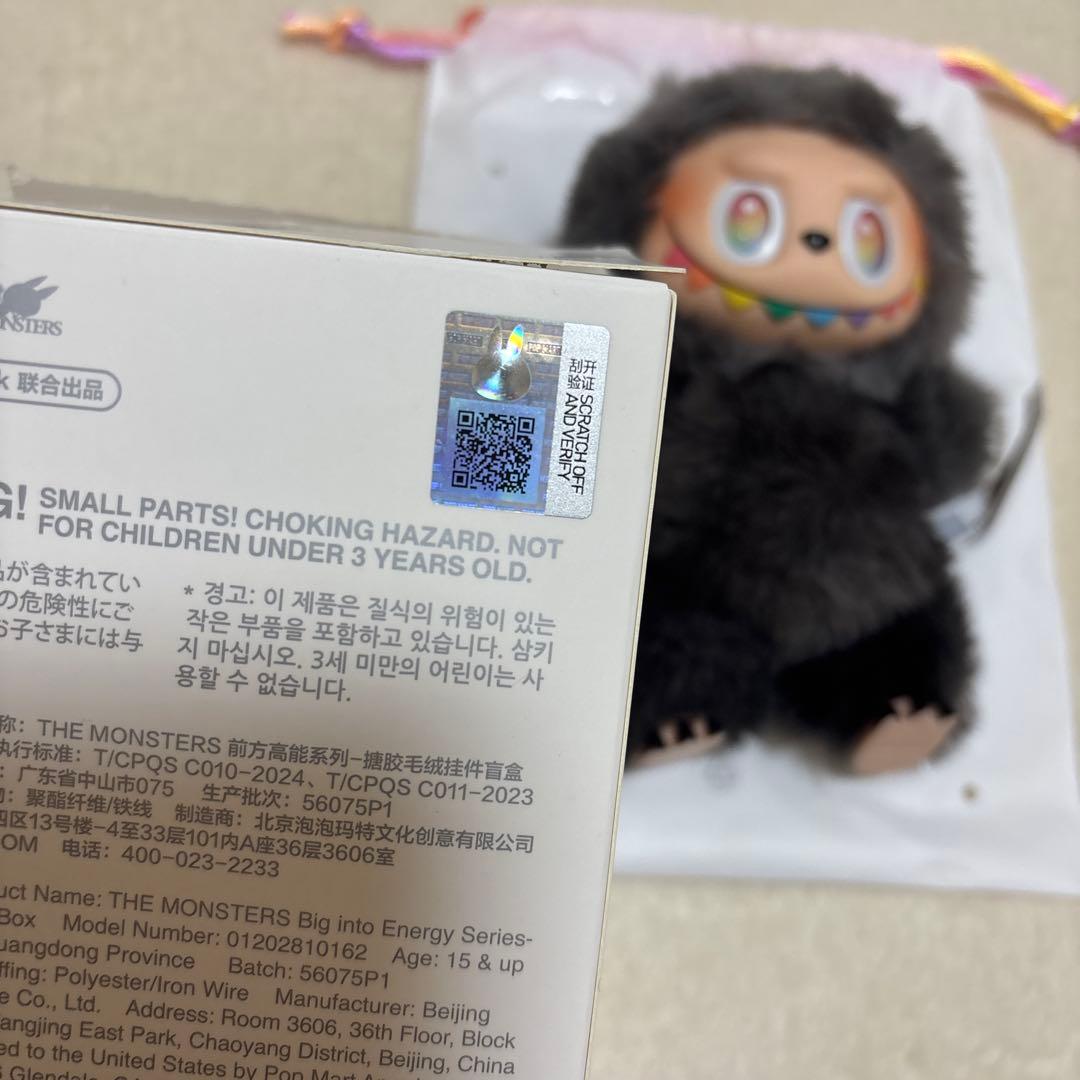 MONSTERS
k 联合出品
POP MART
开 证 SCRATCH OFF
刮 验 AND VERIFY
G! SMALL PARTS! CHOKING HAZARD. NOT
FOR CHILDREN UNDER 3 YEARS OLD.
品が含まれてい
の危険性にご
お子さまには与
* 경고: 이 제품은 질식의 위험이 있는
작은 부품을 포함하고 있습니다. 삼키
지 마십시오. 3세 미만의 어린이는 사
용할 수 없습니다.
称: THE MONSTERS 前方高能系列-搪胶毛绒挂件盲盒
执行标准: T/CPQS C010-2024、T/CPQS C011-2023
: 广东省中山市075 生产批次: 56075P1
物: 聚酯纤维/铁线 制造商: 北京泡泡玛特文化创意有限公司
四区13号楼-4至33层101内A座36层3606室
OM 电话: 400-023-2233
uct Name: THE MONSTERS Big into Energy Series-
Box Model Number: 01202810162 Age: 15 & up
uangdong Province Batch: 56075P1
ffing: Polyester/Iron Wire Manufacturer: Beijing
e Co., Ltd. Address: Room 3606, 36th Floor, Block
angjing East Park, Chaoyang District, Beijing, China
ed to the United States by Pop Mart Am
Glendale, CA